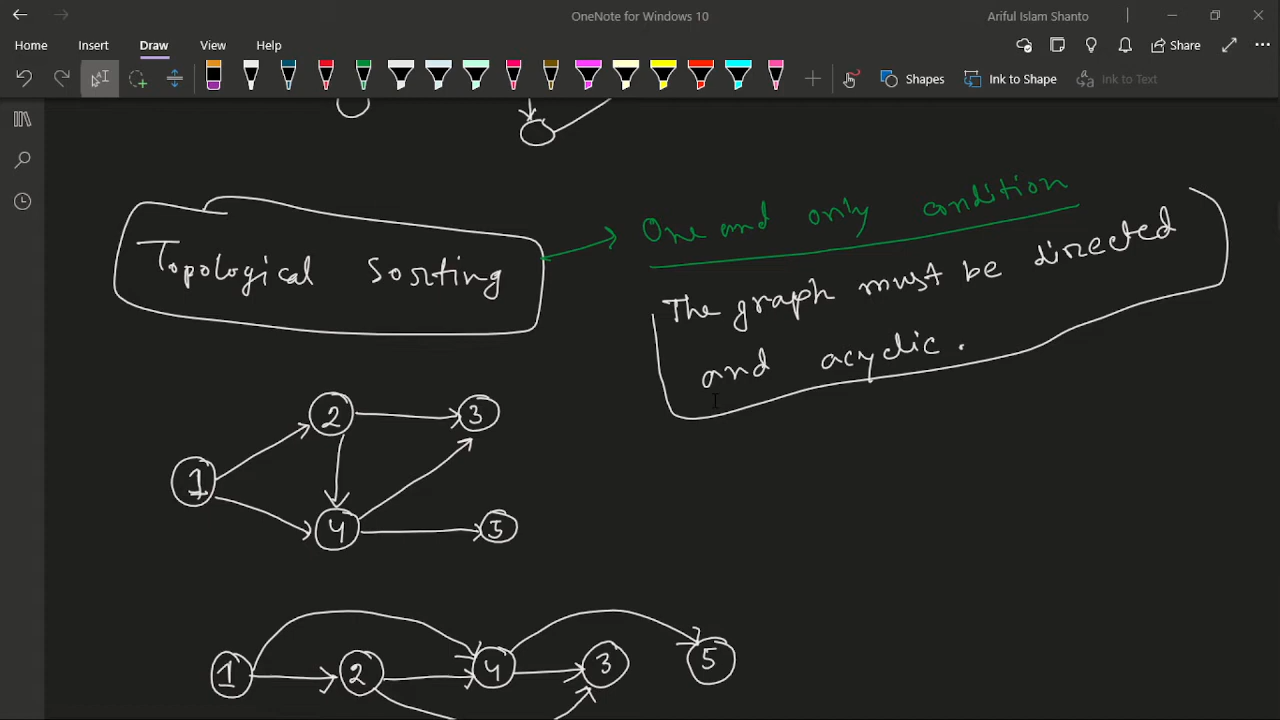 OneNote for Windows 10
Ariful Islam Shanto
Home Insert Draw View Help
Share
Shapes
Ink to Shape
Ink to Text
One and only condition
Topological Sorting
The graph must be directed
and acyclic.
2 3
1
4 5
1 2 4 3 5